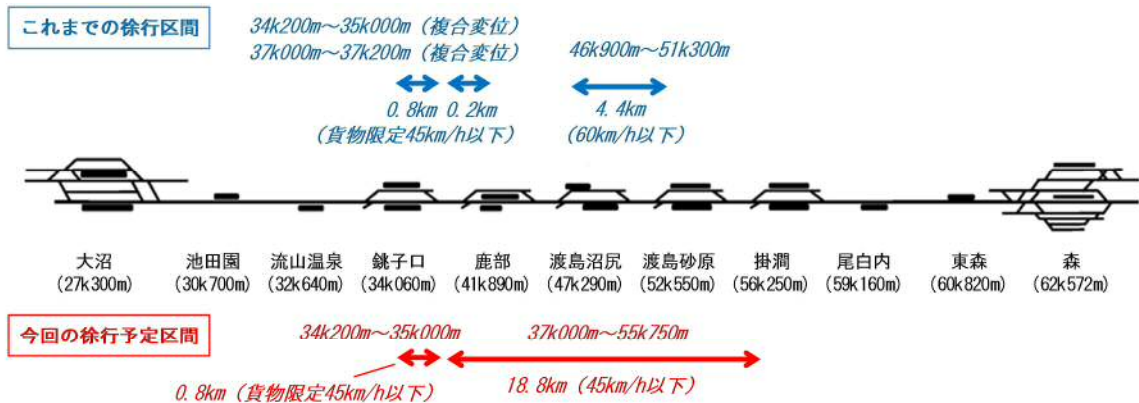 これまでの徐行区間
34k200m～35k000m (複合変位)
37k000m～37k200m (複合変位)
46k900m～51k300m
0.8km 0.2km
(貨物限定45km/h以下)
4.4km
(60km/h以下)
大沼 池田園 流山温泉 銚子口 鹿部 渡島沼尻 渡島砂原 掛澗 尾白内 東森 森
(27k300m) (30k700m) (32k640m) (34k060m) (41k890m) (47k290m) (52k550m) (56k250m) (59k160m) (60k820m) (62k572m)
今回の徐行予定区間
34k200m～35k000m
37k000m～55k750m
0.8km (貨物限定45km/h以下)
18.8km (45km/h以下)